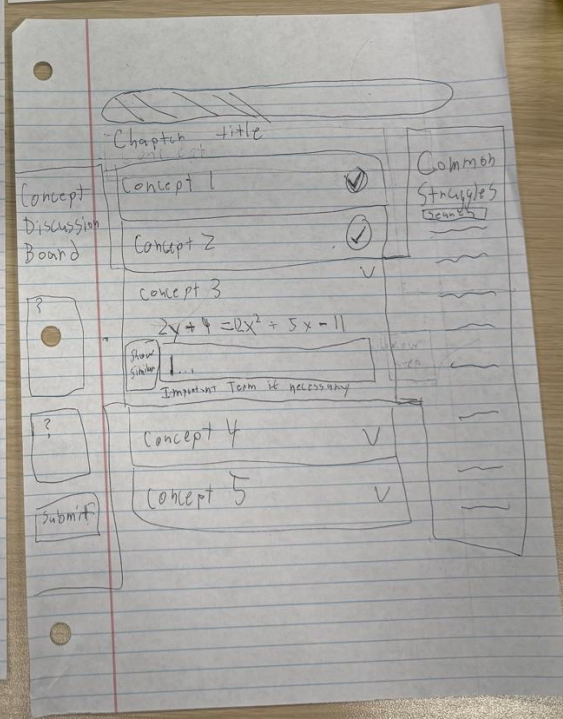 Chapter title
Concept 1
Concept 2
concept 3
2y + 4 = 2x² + 5x - 11
Show
Similar
1...
Important Term if necessary
Concept 4
Concept 5
Concept
Discussion
Board
?
?
Submit
Common
Struggles
Search